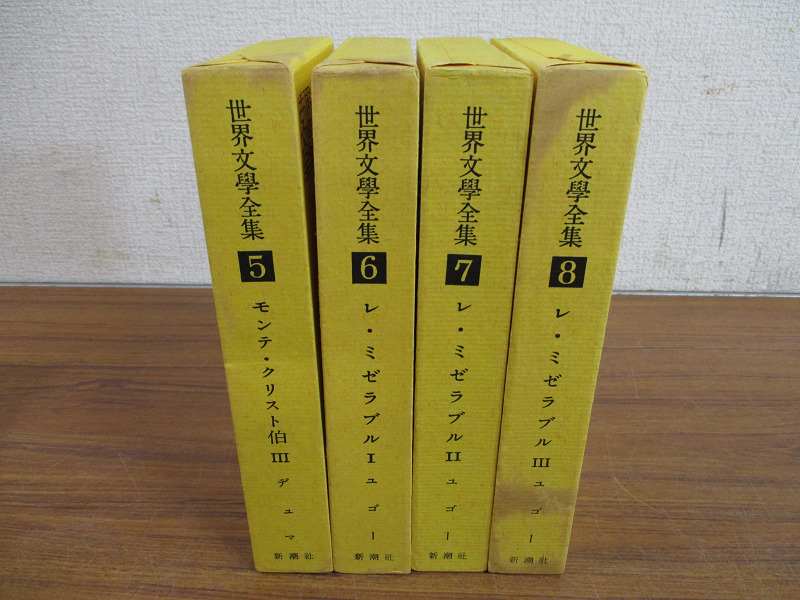 世界文學全集
5
モンテ・クリスト伯 III
デュマ
新潮社
世界文學全集
6
レ・ミゼラブル I
ユゴー
新潮社
世界文學全集
7
レ・ミゼラブル II
ユゴー
新潮社
世界文學全集
8
レ・ミゼラブル III
ユゴー
新潮社